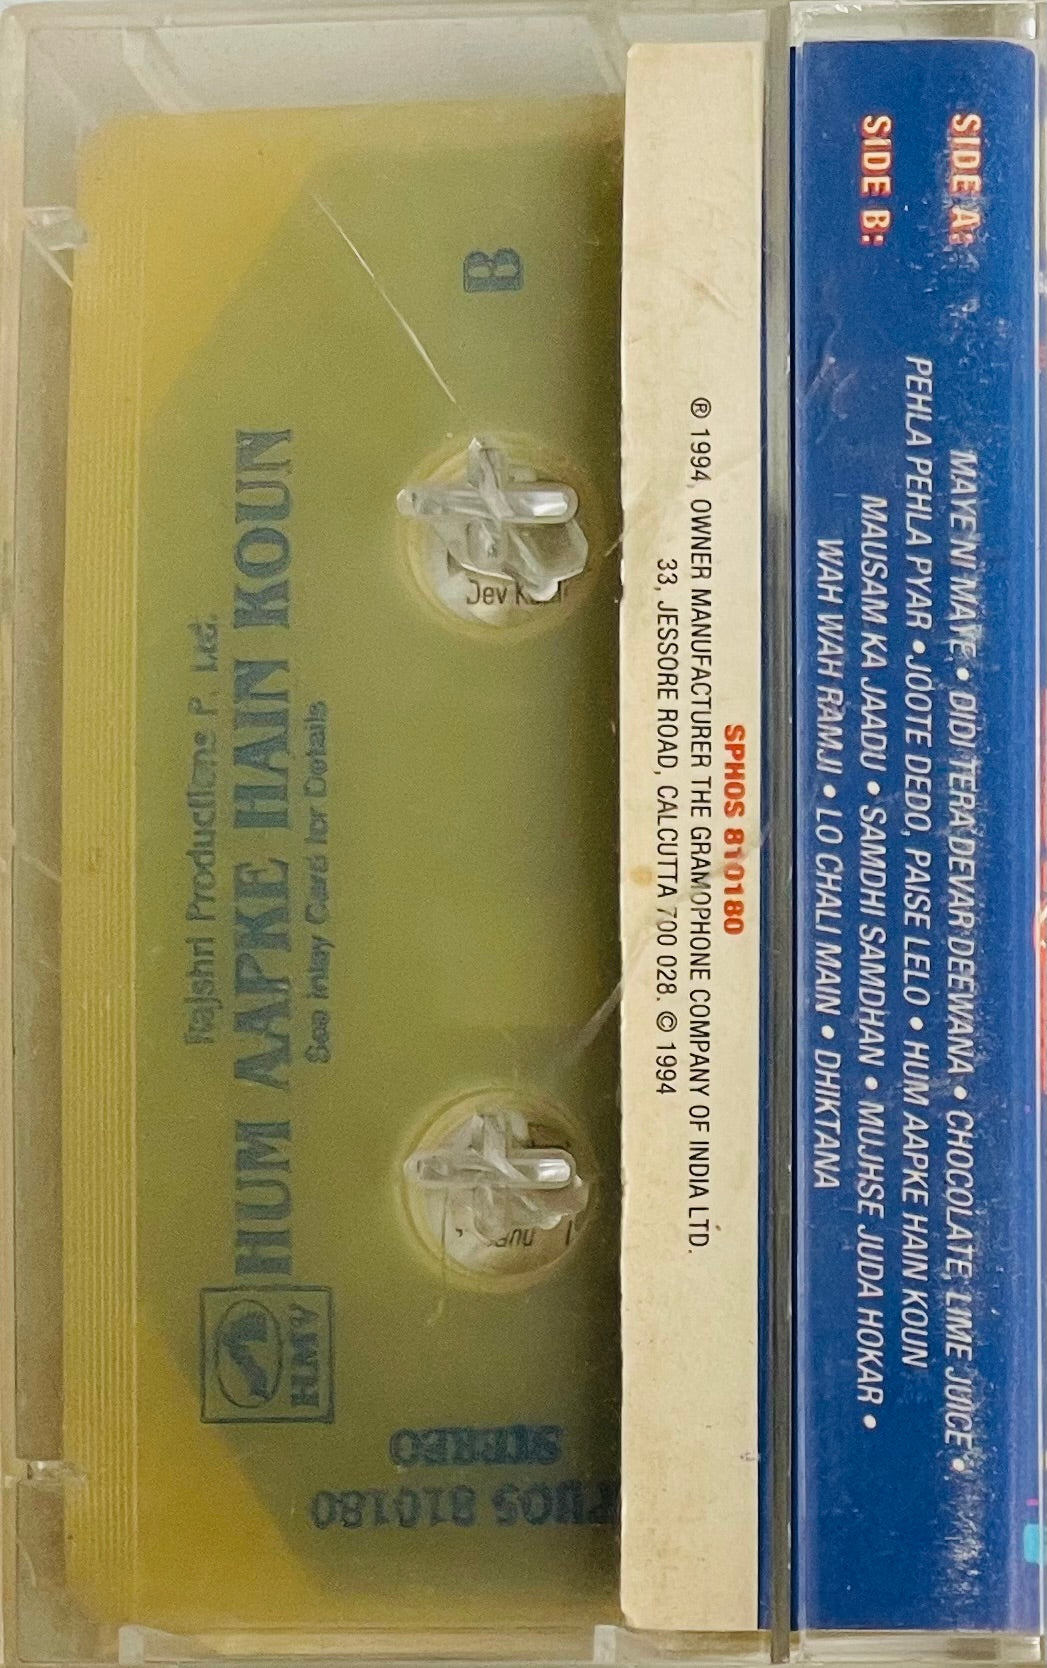 SIDE A: MAYE NI MAYE • DIDI TERA DEVAR DEEWANA • CHOCOLATE, LIME JUICE •
PEHLA PEHLA PYAR • JOOTE DEDO, PAISE LELO • HUM AAPKE HAIN KOUN
SIDE B: MAUSAM KA JAADU • SAMDHI SAMDHAN • MUJHSE JUDA HOKAR •
WAH WAH RAMJI • LO CHALI MAIN • DHIKTANA
SPHOS 810180
℗ 1994, OWNER MANUFACTURER THE GRAMOPHONE COMPANY OF INDIA LTD.
33, JESSORE ROAD, CALCUTTA 700 028. © 1994
B
Rajshri Productions P. Ltd.
HUM AAPKE HAIN KOUN
See Inlay Card for Details
HMV
STEREO
PHOS 810180
Dev